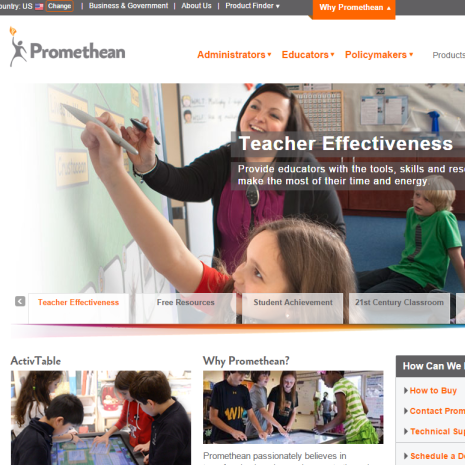 ountry: US Change | Business & Government | About Us | Product Finder ▾ Why Promethean ▴
Promethean
Administrators ▾ Educators ▾ Policymakers ▾ Products
Teacher Effectiveness
Provide educators with the tools, skills and res
make the most of their time and energy
Teacher Effectiveness Free Resources Student Achievement 21st Century Classroom
ActivTable
Why Promethean?
How Can We
How to Buy
Contact Prom
Technical Sup
Schedule a D
Promethean passionately believes in